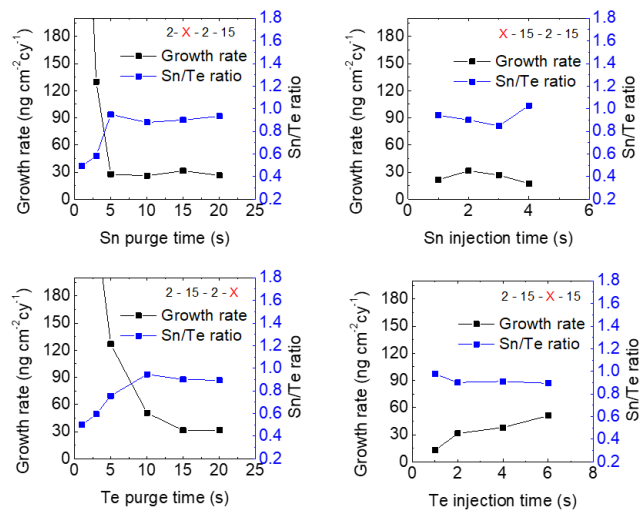 2- X - 2 - 15
Growth rate
Sn/Te ratio
Growth rate (ng cm⁻²cy⁻¹)
180
150
120
90
60
30
0
1.8
1.6
1.4
1.2
1.0
0.8
0.6
0.4
0.2
Sn/Te ratio
0 5 10 15 20 25
Sn purge time (s)
X - 15 - 2 - 15
Growth rate
Sn/Te ratio
Growth rate (ng cm⁻²cy⁻¹)
180
150
120
90
60
30
0
1.8
1.6
1.4
1.2
1.0
0.8
0.6
0.4
0.2
Sn/Te ratio
0 2 4 6
Sn injection time (s)
2 - 15 - 2 - X
Growth rate
Sn/Te ratio
Growth rate (ng cm⁻²cy⁻¹)
180
150
120
90
60
30
0
1.8
1.6
1.4
1.2
1.0
0.8
0.6
0.4
0.2
Sn/Te ratio
0 5 10 15 20 25
Te purge time (s)
2 - 15 - X - 15
Growth rate
Sn/Te ratio
Growth rate (ng cm⁻²cy⁻¹)
180
150
120
90
60
30
0
1.8
1.6
1.4
1.2
1.0
0.8
0.6
0.4
0.2
Sn/Te ratio
0 2 4 6 8
Te injection time (s)